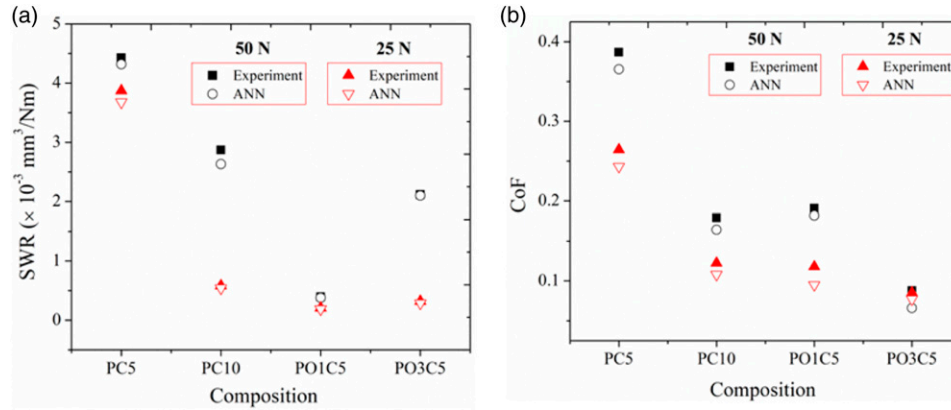 (a)
50 N 25 N
Experiment Experiment
ANN ANN
5
4
3
2
1
0
SWR (× 10⁻³ mm³/Nm)
PC5 PC10 PO1C5 PO3C5
Composition
(b)
50 N 25 N
Experiment Experiment
ANN ANN
0.4
0.3
0.2
0.1
CoF
PC5 PC10 PO1C5 PO3C5
Composition